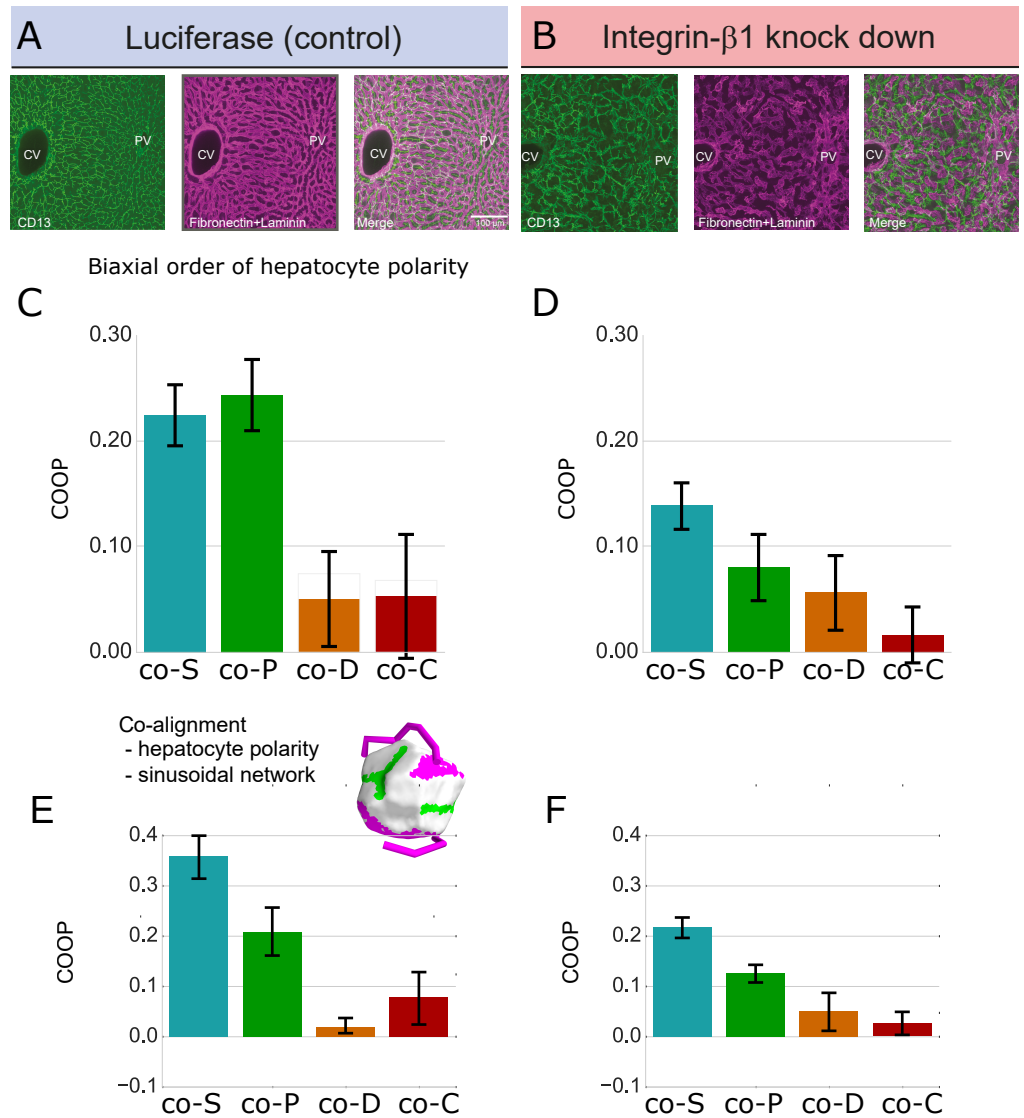 A
Luciferase (control)
B
Integrin-β1 knock down
CV
PV
CD13
CV
PV
Fibronectin+Laminin
CV
PV
Merge
100 µm
CV
PV
CD13
CV
PV
Fibronectin+Laminin
CV
PV
Merge
Biaxial order of hepatocyte polarity
C
0.30
0.20
0.10
0.00
COOP
co-S co-P co-D co-C
D
0.30
0.20
0.10
0.00
COOP
co-S co-P co-D co-C
Co-alignment
- hepatocyte polarity
- sinusoidal network
E
0.4
0.3
0.2
0.1
0.0
−0.1
COOP
co-S co-P co-D co-C
F
0.4
0.3
0.2
0.1
0.0
−0.1
COOP
co-S co-P co-D co-C